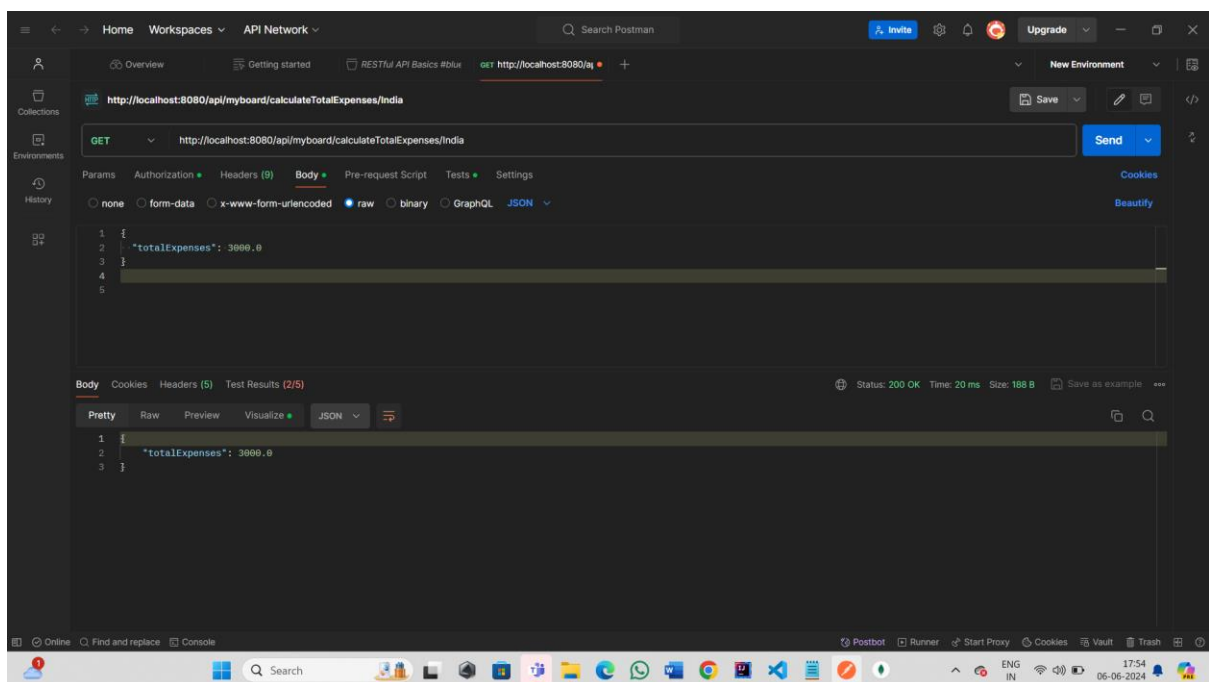 Home Workspaces API Network Search Postman Invite Upgrade
Overview Getting started RESTful API Basics #blue GET http://localhost:8080/a New Environment
http://localhost:8080/api/myboard/calculateTotalExpenses/India Save
Collections
GET http://localhost:8080/api/myboard/calculateTotalExpenses/India Send
Environments
Params Authorization Headers (9) Body Pre-request Script Tests Settings Cookies
History
none form-data x-www-form-urlencoded raw binary GraphQL JSON Beautify
1 {
2 "totalExpenses": 3000.0
3 }
4
5
Body Cookies Headers (5) Test Results (2/5) Status: 200 OK Time: 20 ms Size: 188 B Save as example
Pretty Raw Preview Visualize JSON
1 {
2 "totalExpenses": 3000.0
3 }
Online Find and replace Console Postbot Runner Start Proxy Cookies Vault Trash
1 Search ENG 17:54
IN 06-06-2024